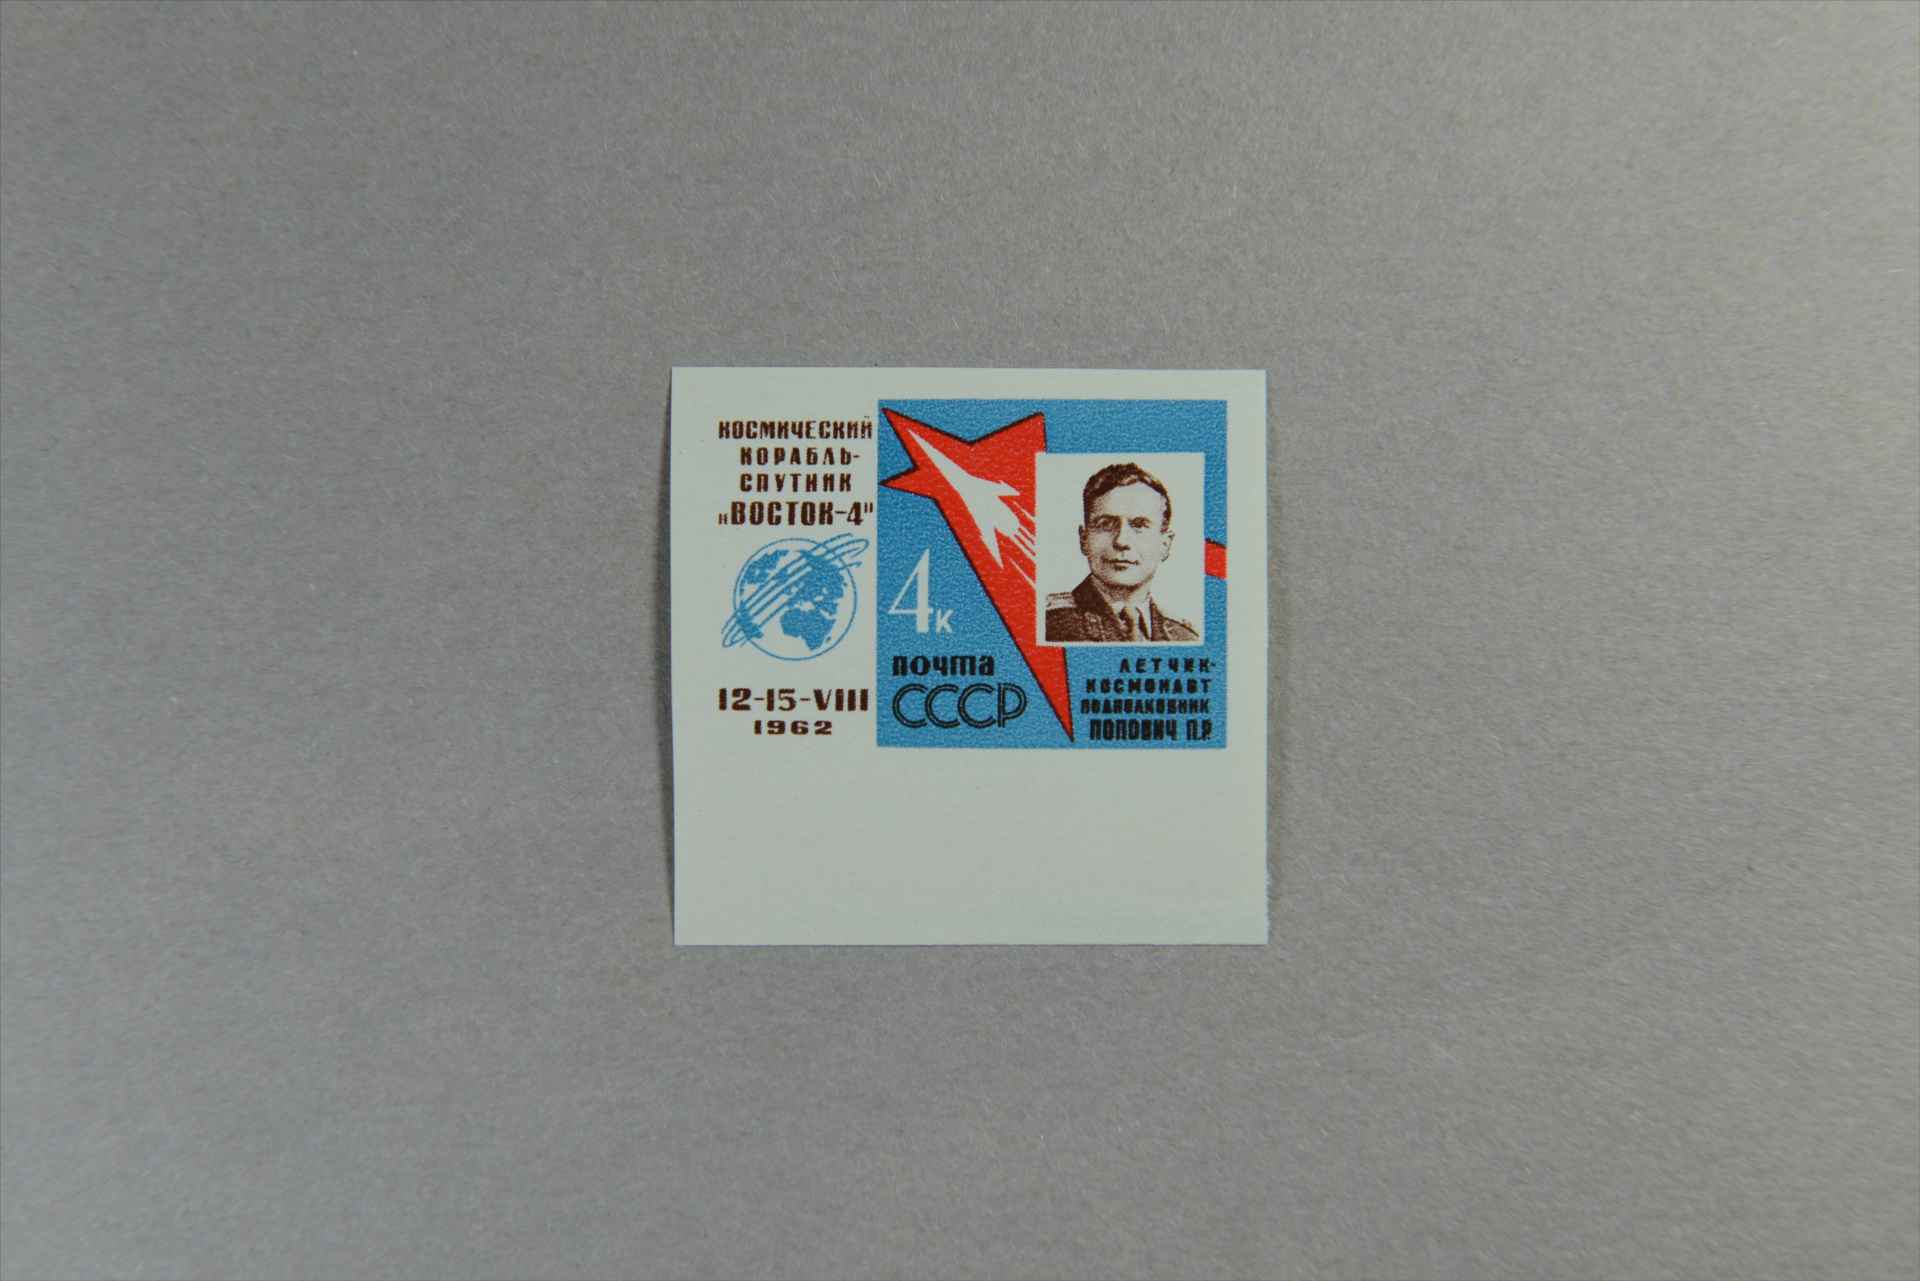 КОСМИЧЕСКИЙ
КОРАБЛЬ-
СПУТНИК
„ВОСТОК-4"
12-15-VIII
1962
4к
почта
СССР
ЛЕТЧИК-
КОСМОНАВТ
ПОДПОЛКОВНИК
ПОПОВИЧ П.Р.